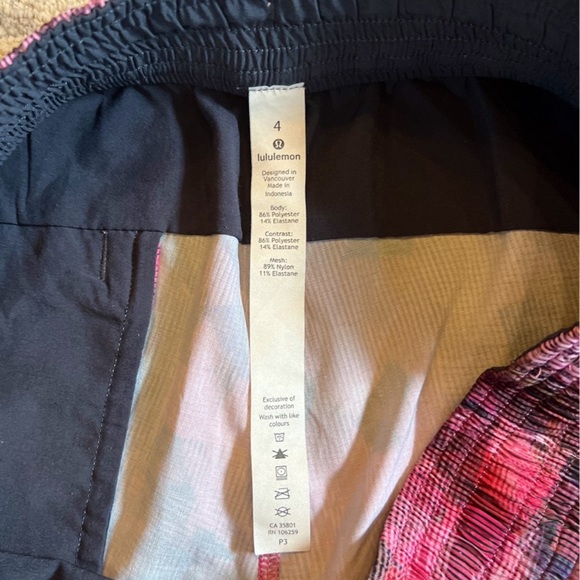 4
lululemon
Designed in
Vancouver
Made in
Indonesia
Body:
86% Polyester
14% Elastane
Contrast:
86% Polyester
14% Elastane
Mesh:
89% Nylon
11% Elastane
Exclusive of
decoration
Wash with like
colours
CA 35801
RN 106259
P3